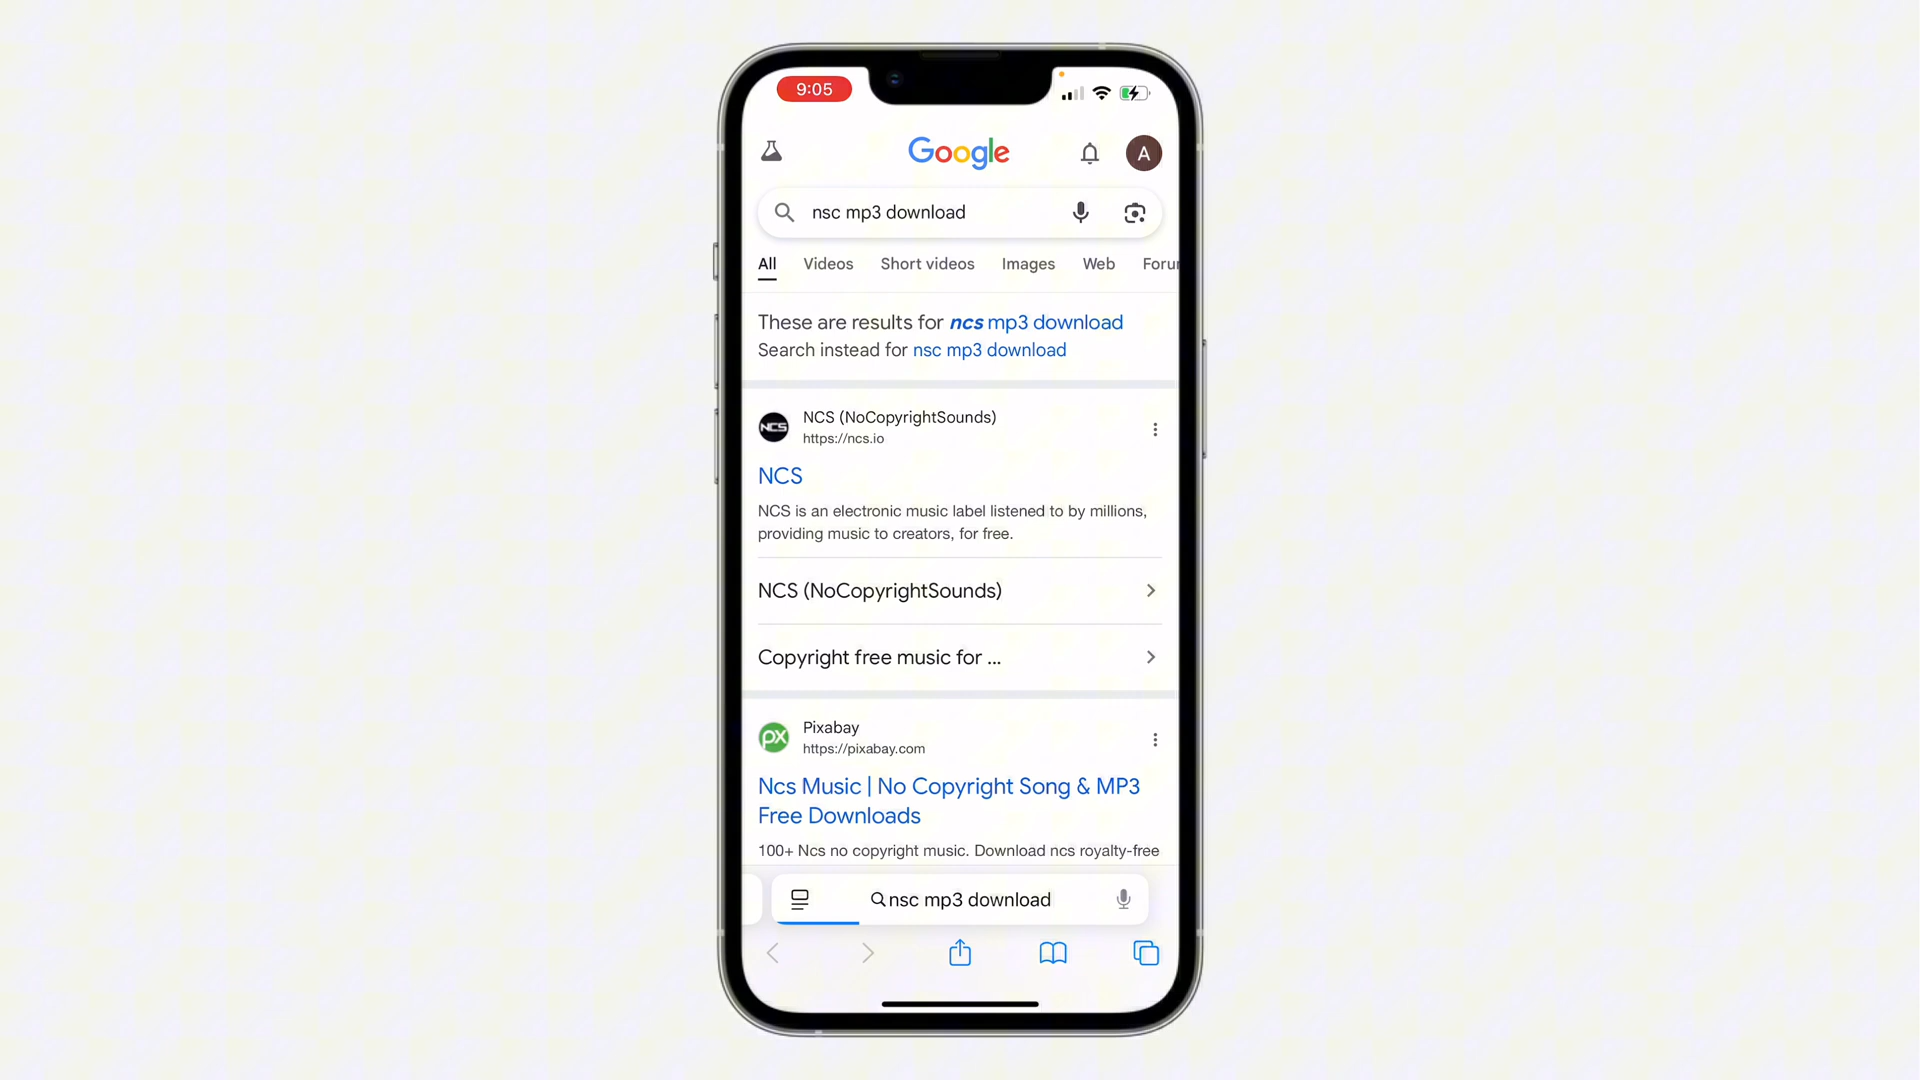 9:05
Google
A
nsc mp3 download
All Videos Short videos Images Web Foru
These are results for ncs mp3 download
Search instead for nsc mp3 download
NCS
NCS (NoCopyrightSounds)
https://ncs.io
NCS
NCS is an electronic music label listened to by millions,
providing music to creators, for free.
NCS (NoCopyrightSounds)
Copyright free music for ...
px
Pixabay
https://pixabay.com
Ncs Music | No Copyright Song & MP3
Free Downloads
100+ Ncs no copyright music. Download ncs royalty-free
nsc mp3 download